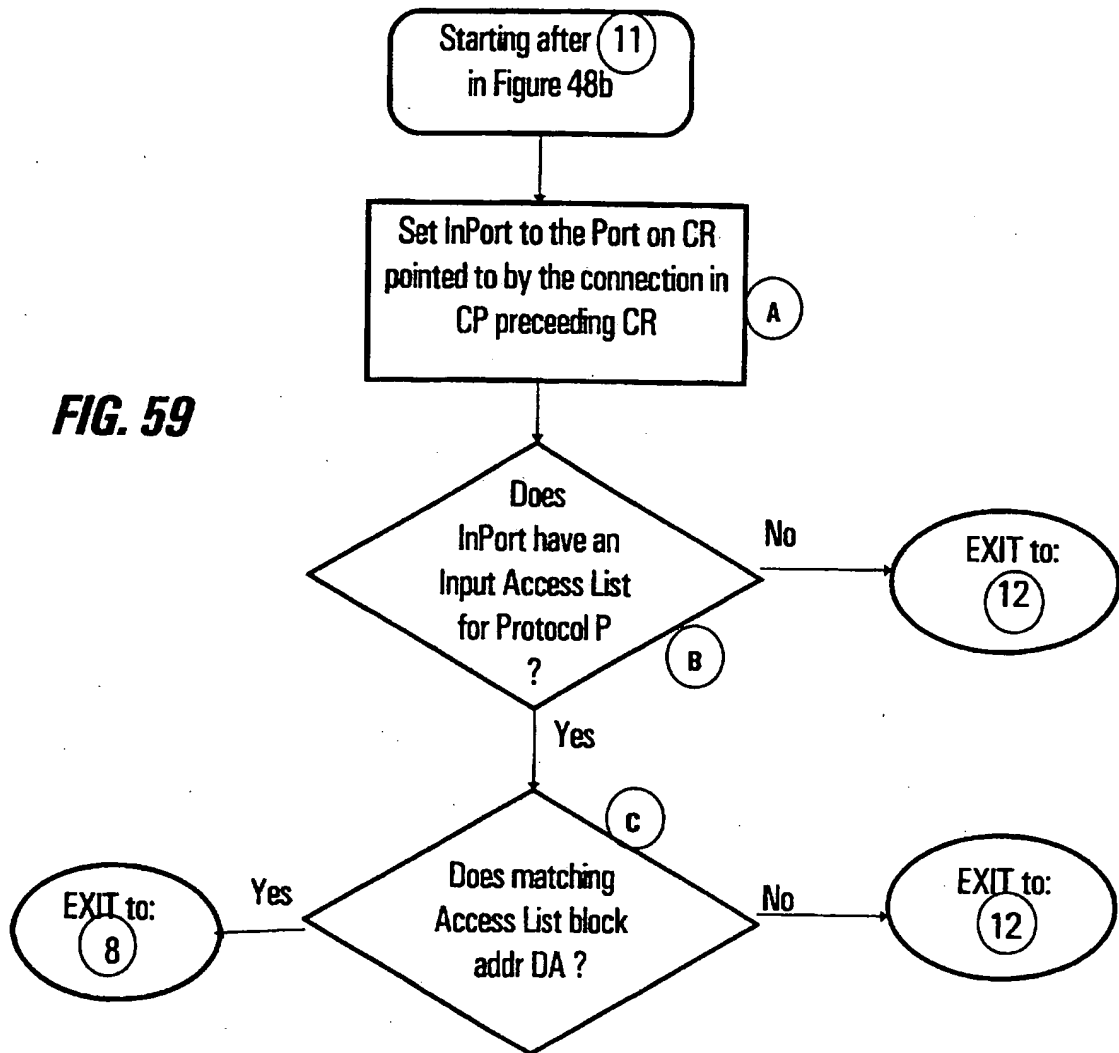 Starting after 11
in Figure 48b
Set InPort to the Port on CR
pointed to by the connection in
CP preceeding CR
A
FIG. 59
Does
InPort have an
Input Access List
for Protocol P
?
B
No
EXIT to:
12
Yes
C
Does matching
Access List block
addr DA ?
Yes
EXIT to:
8
No
EXIT to:
12